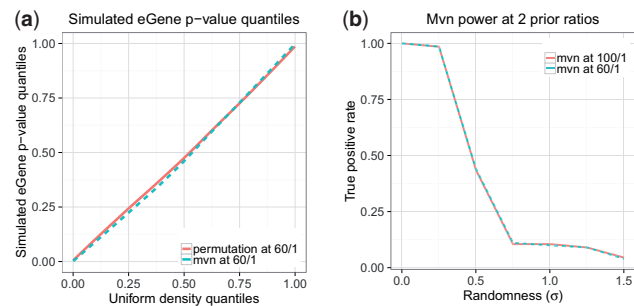 (a) Simulated eGene p−value quantiles
Simulated eGene p−value quantiles
1.00
0.75
0.50
0.25
0.00
permutation at 60/1
mvn at 60/1
0.00 0.25 0.50 0.75 1.00
Uniform density quantiles
(b) Mvn power at 2 prior ratios
True positive rate
1.00
0.75
0.50
0.25
0.00
mvn at 100/1
mvn at 60/1
0.0 0.5 1.0 1.5
Randomness (σ)